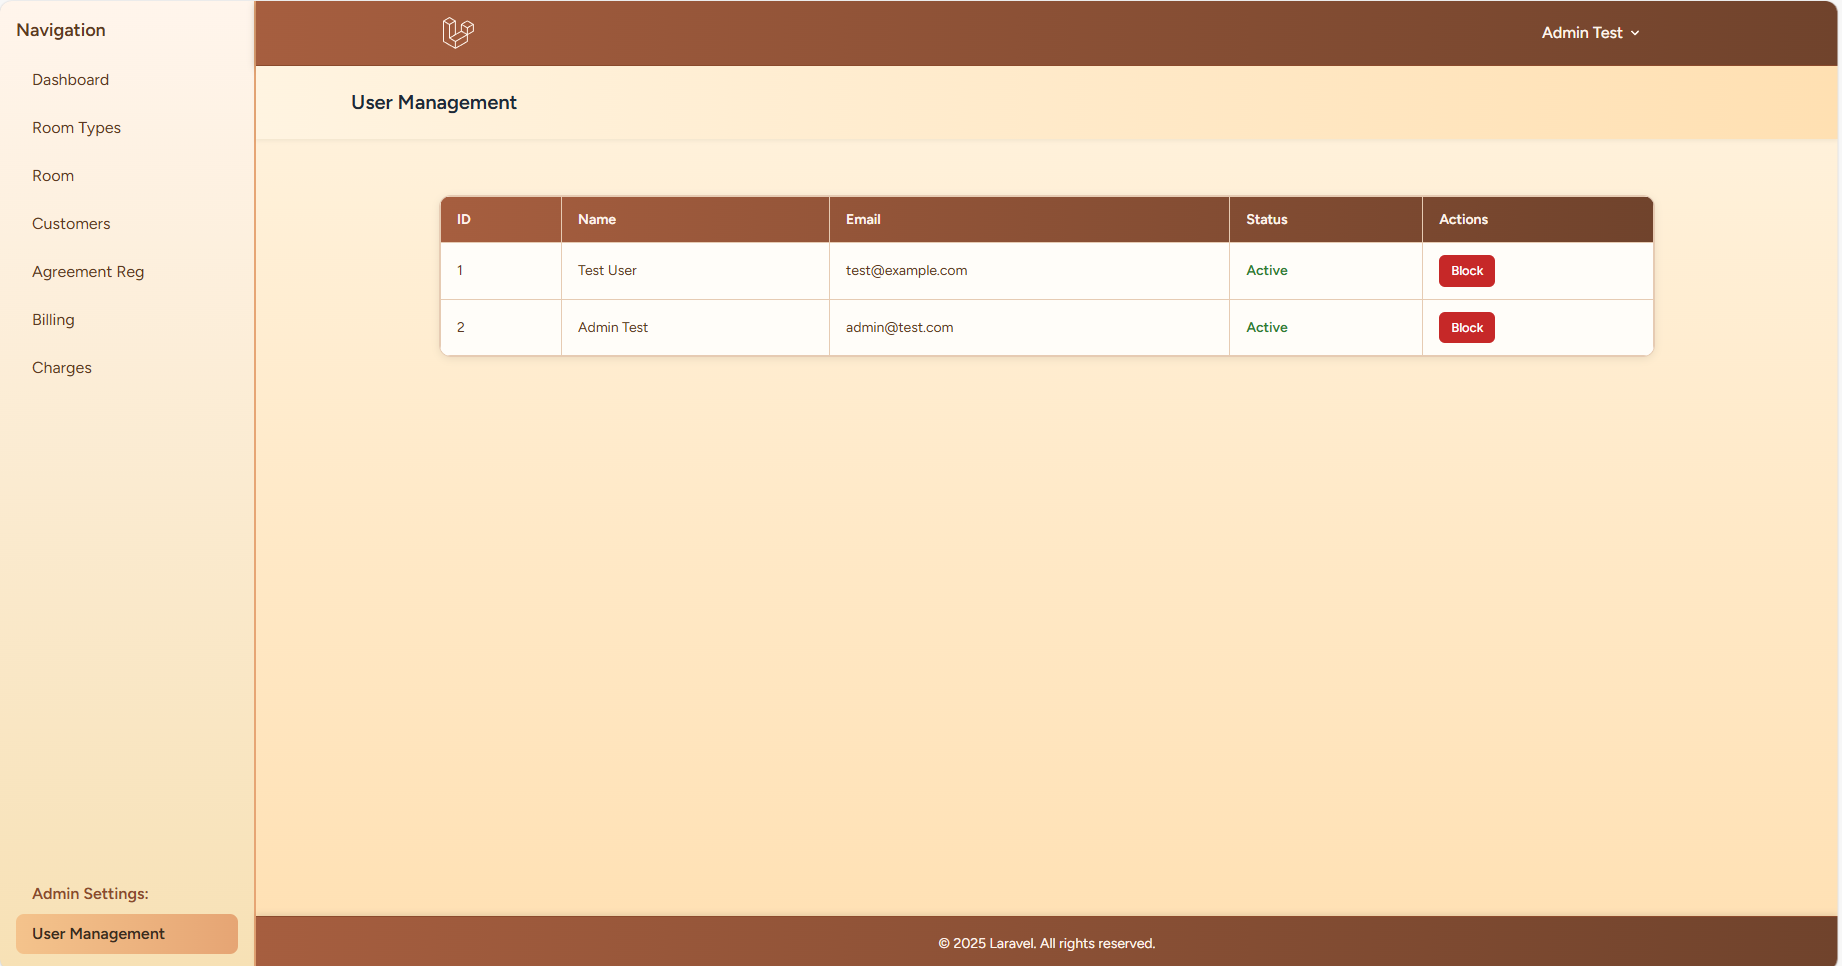 Navigation
Dashboard
Room Types
Room
Customers
Agreement Reg
Billing
Charges
Admin Settings:
User Management
Admin Test
User Management
ID Name Email Status Actions
1 Test User test@example.com Active Block
2 Admin Test admin@test.com Active Block
© 2025 Laravel. All rights reserved.